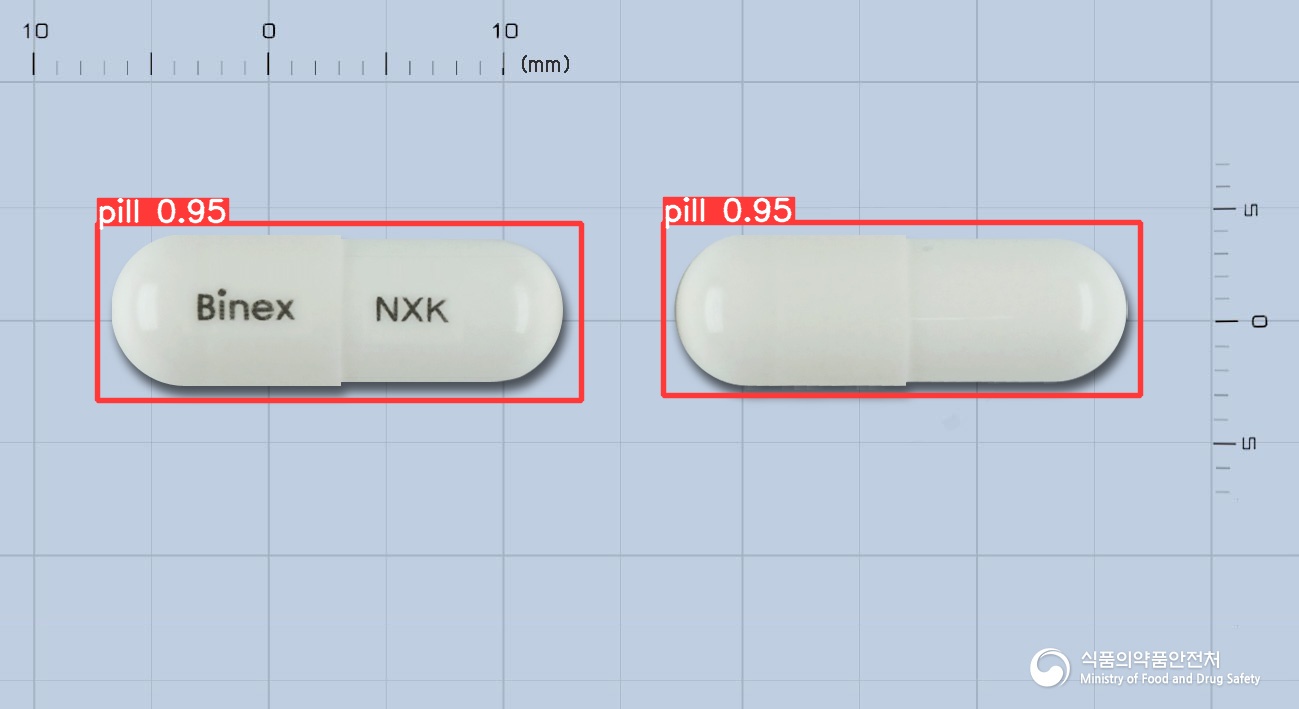 10 0 10
(mm)
pill 0.95
pill 0.95
5
Binex NXK
0
5
식품의약품안전처
Ministry of Food and Drug Safety